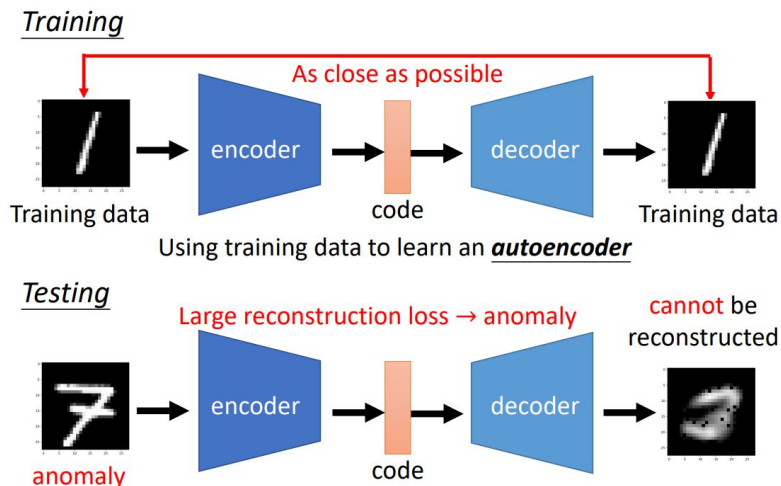 Training
As close as possible
encoder
decoder
code
Training data
Training data
Using training data to learn an autoencoder
Testing
Large reconstruction loss → anomaly
cannot be
reconstructed
encoder
decoder
code
anomaly